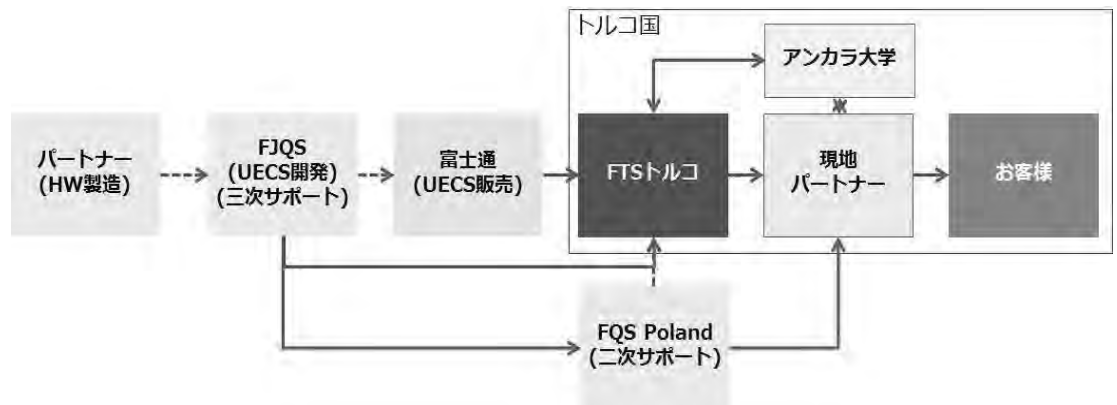 トルコ国
アンカラ大学
パートナー
(HW製造)
FJQS
(UECS開発)
(三次サポート)
富士通
(UECS販売)
FTSトルコ
現地
パートナー
お客様
FQS Poland
(二次サポート)